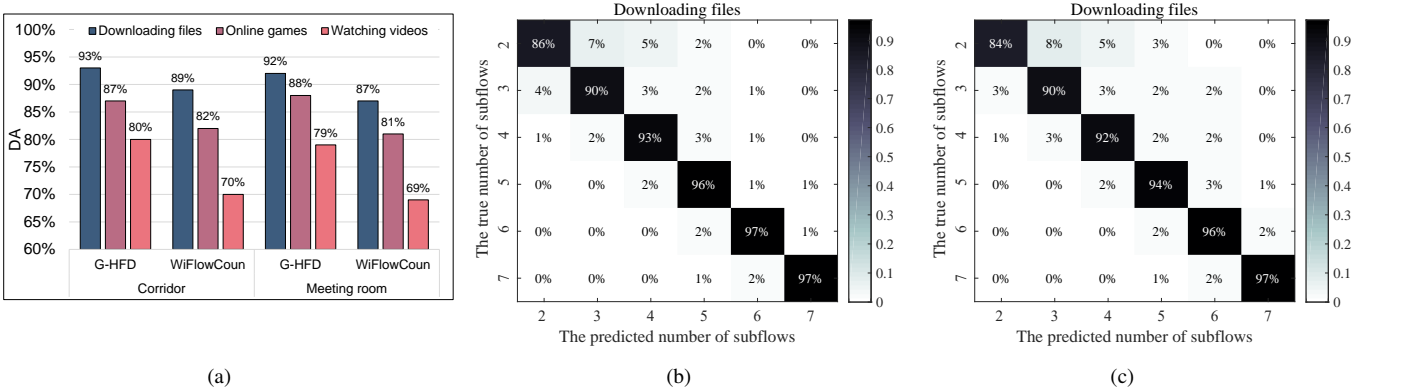 100%
95%
90%
85%
80%
75%
70%
65%
60%
DA
Downloading files Online games Watching videos
93% 87% 80% 89% 82% 70% 92% 88% 79% 87% 81% 69%
G-HFD WiFlowCoun G-HFD WiFlowCoun
Corridor Meeting room
(a)
Downloading files
The true number of subflows
2 86% 7% 5% 2% 0% 0%
3 4% 90% 3% 2% 1% 0%
4 1% 2% 93% 3% 1% 0%
5 0% 0% 2% 96% 1% 1%
6 0% 0% 0% 2% 97% 1%
7 0% 0% 0% 1% 2% 97%
2 3 4 5 6 7
The predicted number of subflows
0.9
0.8
0.7
0.6
0.5
0.4
0.3
0.2
0.1
0
(b)
Downloading files
The true number of subflows
2 84% 8% 5% 3% 0% 0%
3 3% 90% 3% 2% 2% 0%
4 1% 3% 92% 2% 2% 0%
5 0% 0% 2% 94% 3% 1%
6 0% 0% 0% 2% 96% 2%
7 0% 0% 0% 1% 2% 97%
2 3 4 5 6 7
The predicted number of subflows
0.9
0.8
0.7
0.6
0.5
0.4
0.3
0.2
0.1
0
(c)